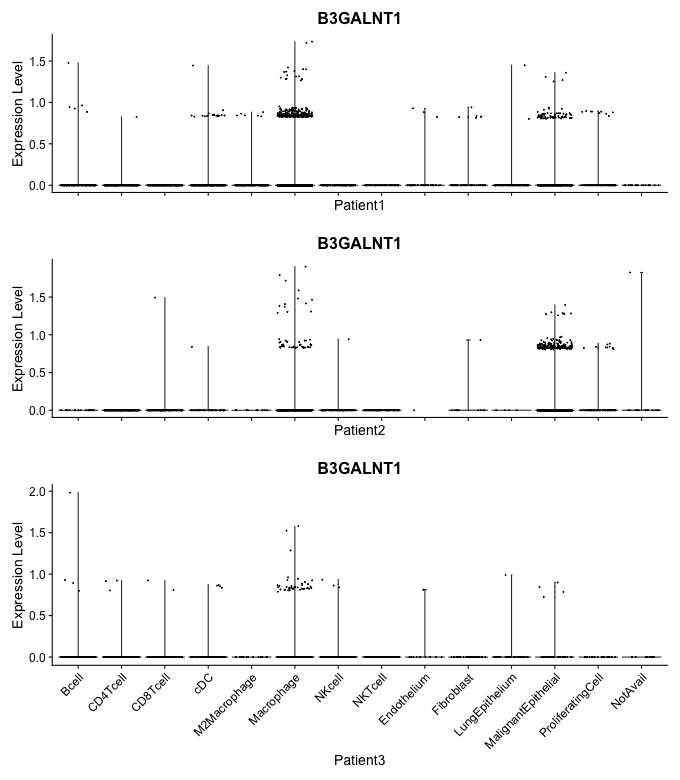 B3GALNT1
Expression Level
1.5
1.0
0.5
0.0
Patient1
B3GALNT1
Expression Level
1.5
1.0
0.5
0.0
Patient2
B3GALNT1
Expression Level
2.0
1.5
1.0
0.5
0.0
Bcell
CD4Tcell
CD8Tcell
cDC
M2Macrophage
Macrophage
NKcell
NKTcell
Endothelium
Fibroblast
LungEpithelium
MalignantEpithelial
ProliferatingCell
NotAvail
Patient3